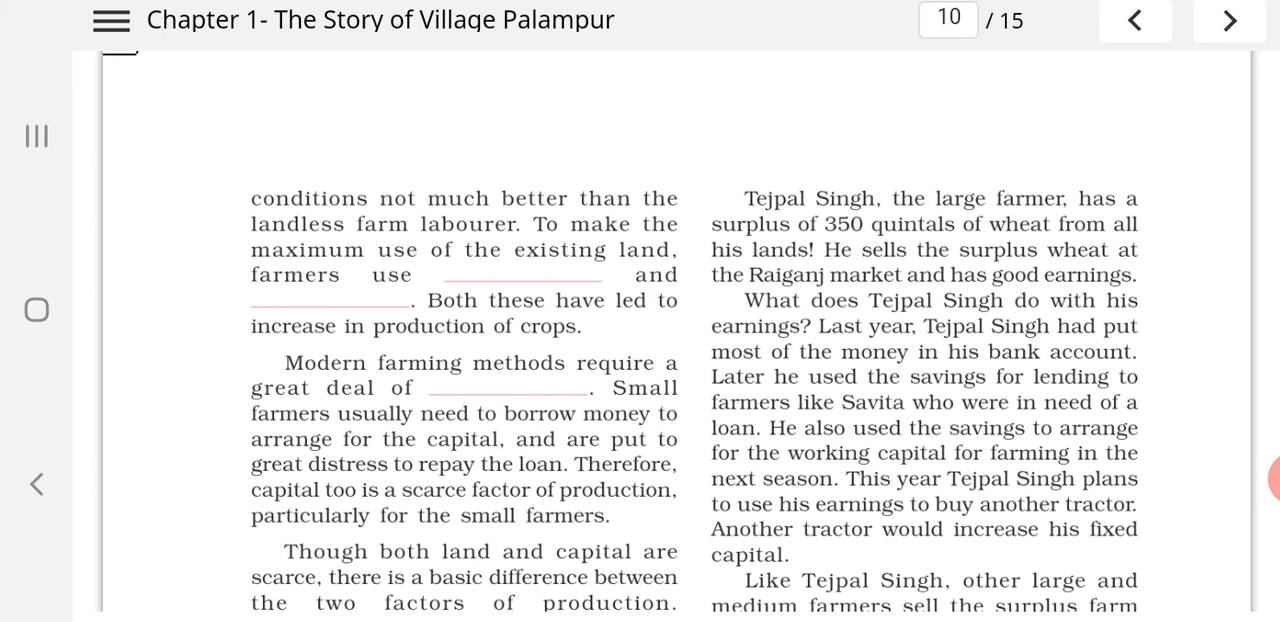 Chapter 1- The Story of Village Palampur
10 / 15
conditions not much better than the
landless farm labourer. To make the
maximum use of the existing land,
farmers use ____________ and
____________. Both these have led to
increase in production of crops.
Modern farming methods require a
great deal of ____________. Small
farmers usually need to borrow money to
arrange for the capital, and are put to
great distress to repay the loan. Therefore,
capital too is a scarce factor of production,
particularly for the small farmers.
Though both land and capital are
scarce, there is a basic difference between
the two factors of production.
Tejpal Singh, the large farmer, has a
surplus of 350 quintals of wheat from all
his lands! He sells the surplus wheat at
the Raiganj market and has good earnings.
What does Tejpal Singh do with his
earnings? Last year, Tejpal Singh had put
most of the money in his bank account.
Later he used the savings for lending to
farmers like Savita who were in need of a
loan. He also used the savings to arrange
for the working capital for farming in the
next season. This year Tejpal Singh plans
to use his earnings to buy another tractor.
Another tractor would increase his fixed
capital.
Like Tejpal Singh, other large and
medium farmers sell the surplus farm